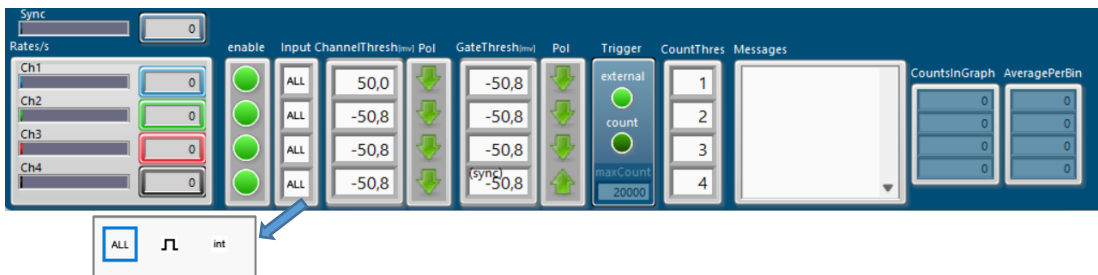 Sync
0
Rates/s enable Input ChannelThresh[mv] Pol GateThresh[mv] Pol Trigger CountThres Messages
CountsInGraph AveragePerBin
Ch1 0 ALL 50,0 -50,8 external 1 0 0
Ch2 0 ALL -50,8 -50,8 count 2 0 0
Ch3 0 ALL -50,8 -50,8 3 0 0
Ch4 0 ALL -50,8 (sync) -50,8 maxCount 4 0 0
20000
ALL int